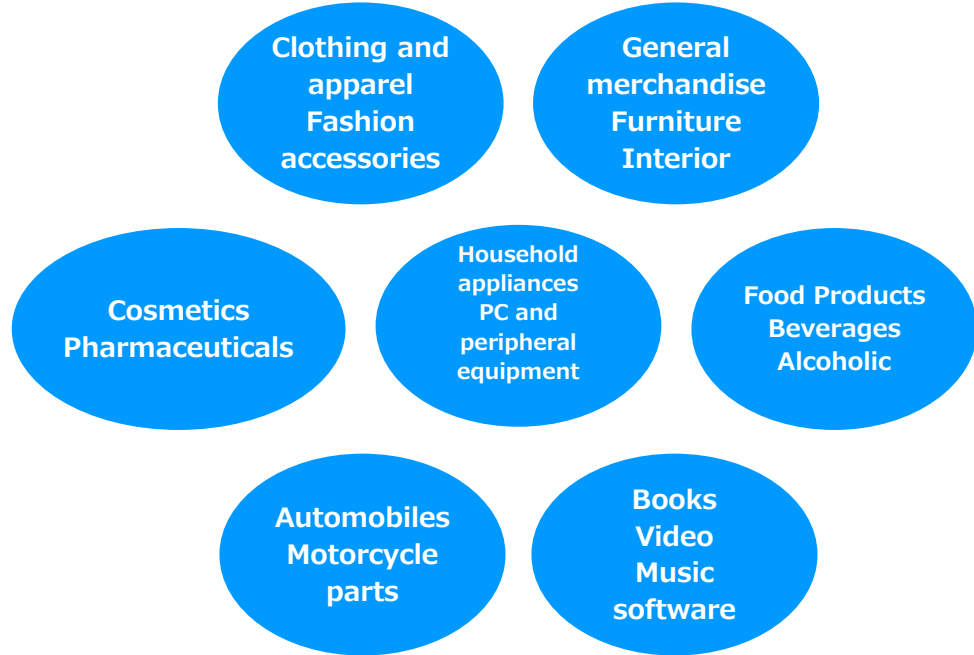 Clothing and
apparel
Fashion
accessories
General
merchandise
Furniture
Interior
Cosmetics
Pharmaceuticals
Household
appliances
PC and
peripheral
equipment
Food Products
Beverages
Alcoholic
Automobiles
Motorcycle
parts
Books
Video
Music
software